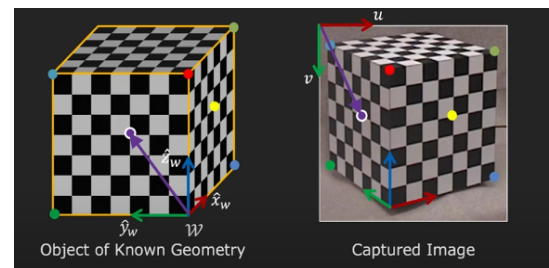 u
v
ẑ_w
x̂_w
ŷ_w
𝒲
Object of Known Geometry
Captured Image